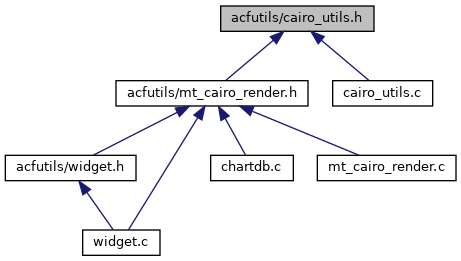 acfutils/cairo_utils.h
acfutils/mt_cairo_render.h
cairo_utils.c
acfutils/widget.h
chartdb.c
mt_cairo_render.c
widget.c